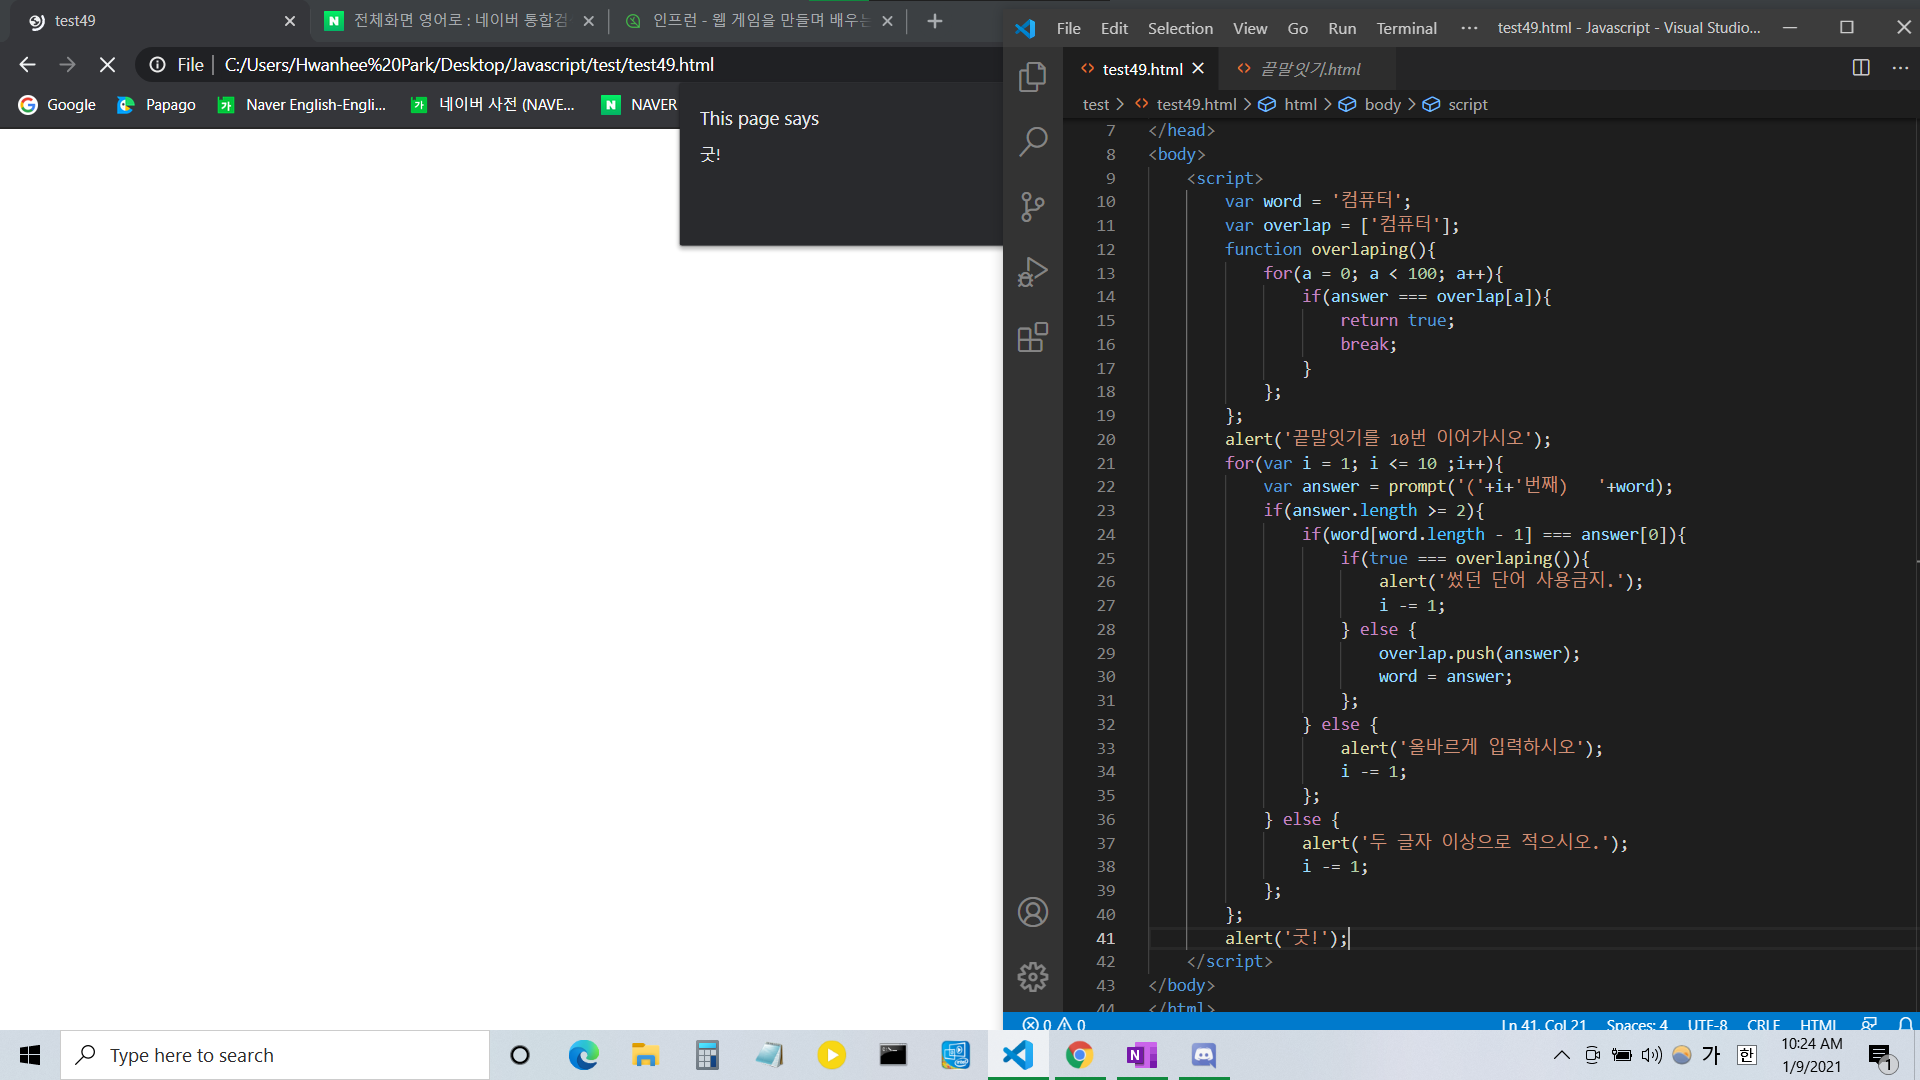 test49
전체화면 영어로 : 네이버 통합검
인프런 - 웹 게임을 만들며 배우는
File
C:/Users/Hwanhee%20Park/Desktop/Javascript/test/test49.html
Google
Papago
Naver English-Engli...
네이버 사전 (NAVE...
NAVER
This page says
굿!
File Edit Selection View Go Run Terminal ··· test49.html - Javascript - Visual Studio...
test49.html
끝말잇기.html
test > test49.html > html > body > script
7 </head>
8 <body>
9 <script>
10 var word = '컴퓨터';
11 var overlap = ['컴퓨터'];
12 function overlaping(){
13 for(a = 0; a < 100; a++){
14 if(answer === overlap[a]){
15 return true;
16 break;
17 }
18 };
19 };
20 alert('끝말잇기를 10번 이어가시오');
21 for(var i = 1; i <= 10 ;i++){
22 var answer = prompt('('+i+'번째)   '+word);
23 if(answer.length >= 2){
24 if(word[word.length - 1] === answer[0]){
25 if(true === overlaping()){
26 alert('썼던 단어 사용금지.');
27 i -= 1;
28 } else {
29 overlap.push(answer);
30 word = answer;
31 };
32 } else {
33 alert('올바르게 입력하시오');
34 i -= 1;
35 };
36 } else {
37 alert('두 글자 이상으로 적으시오.');
38 i -= 1;
39 };
40 };
41 alert('굿!');
42 </script>
43 </body>
44 </html>
0 0 Ln 41, Col 21 Spaces: 4 UTF-8 CRLF HTML
Type here to search
가
한
10:24 AM
1/9/2021
1